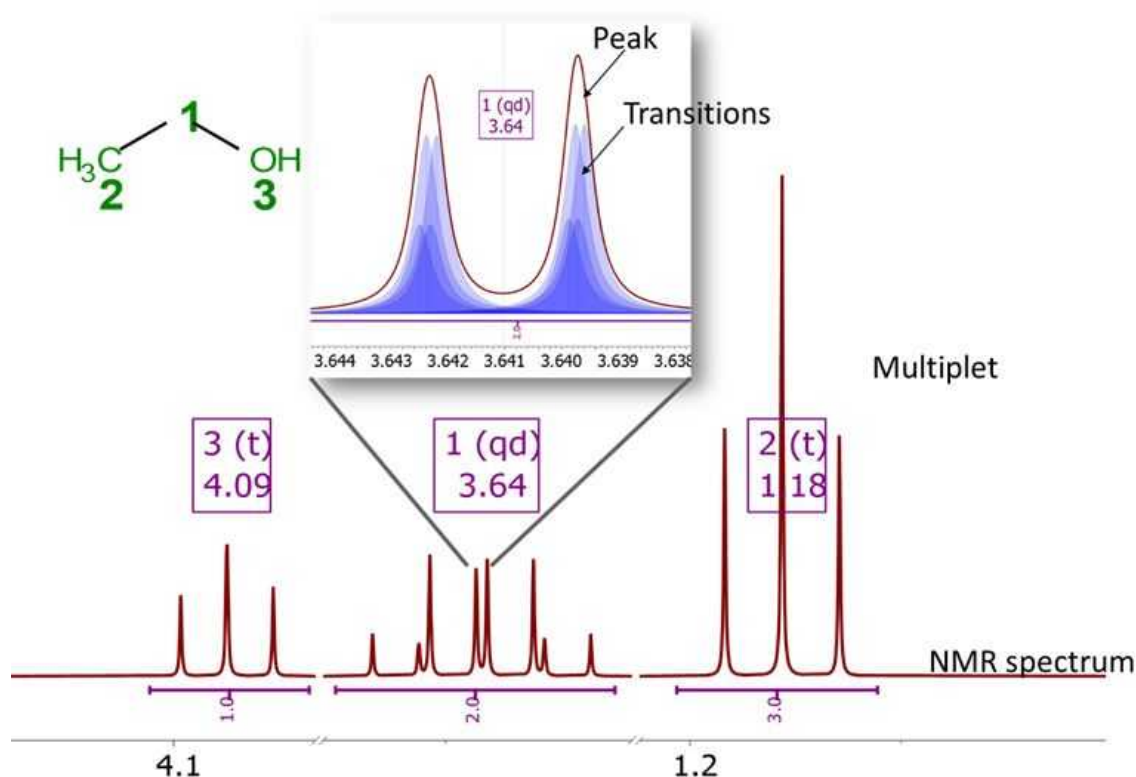 Peak
1 (qd)
3.64
Transitions
1
H₃C
OH
2
3
2.0
3.644 3.643 3.642 3.641 3.640 3.639 3.638
Multiplet
3 (t)
4.09
1 (qd)
3.64
2 (t)
1.18
NMR spectrum
1.0
2.0
3.0
4.1
1.2